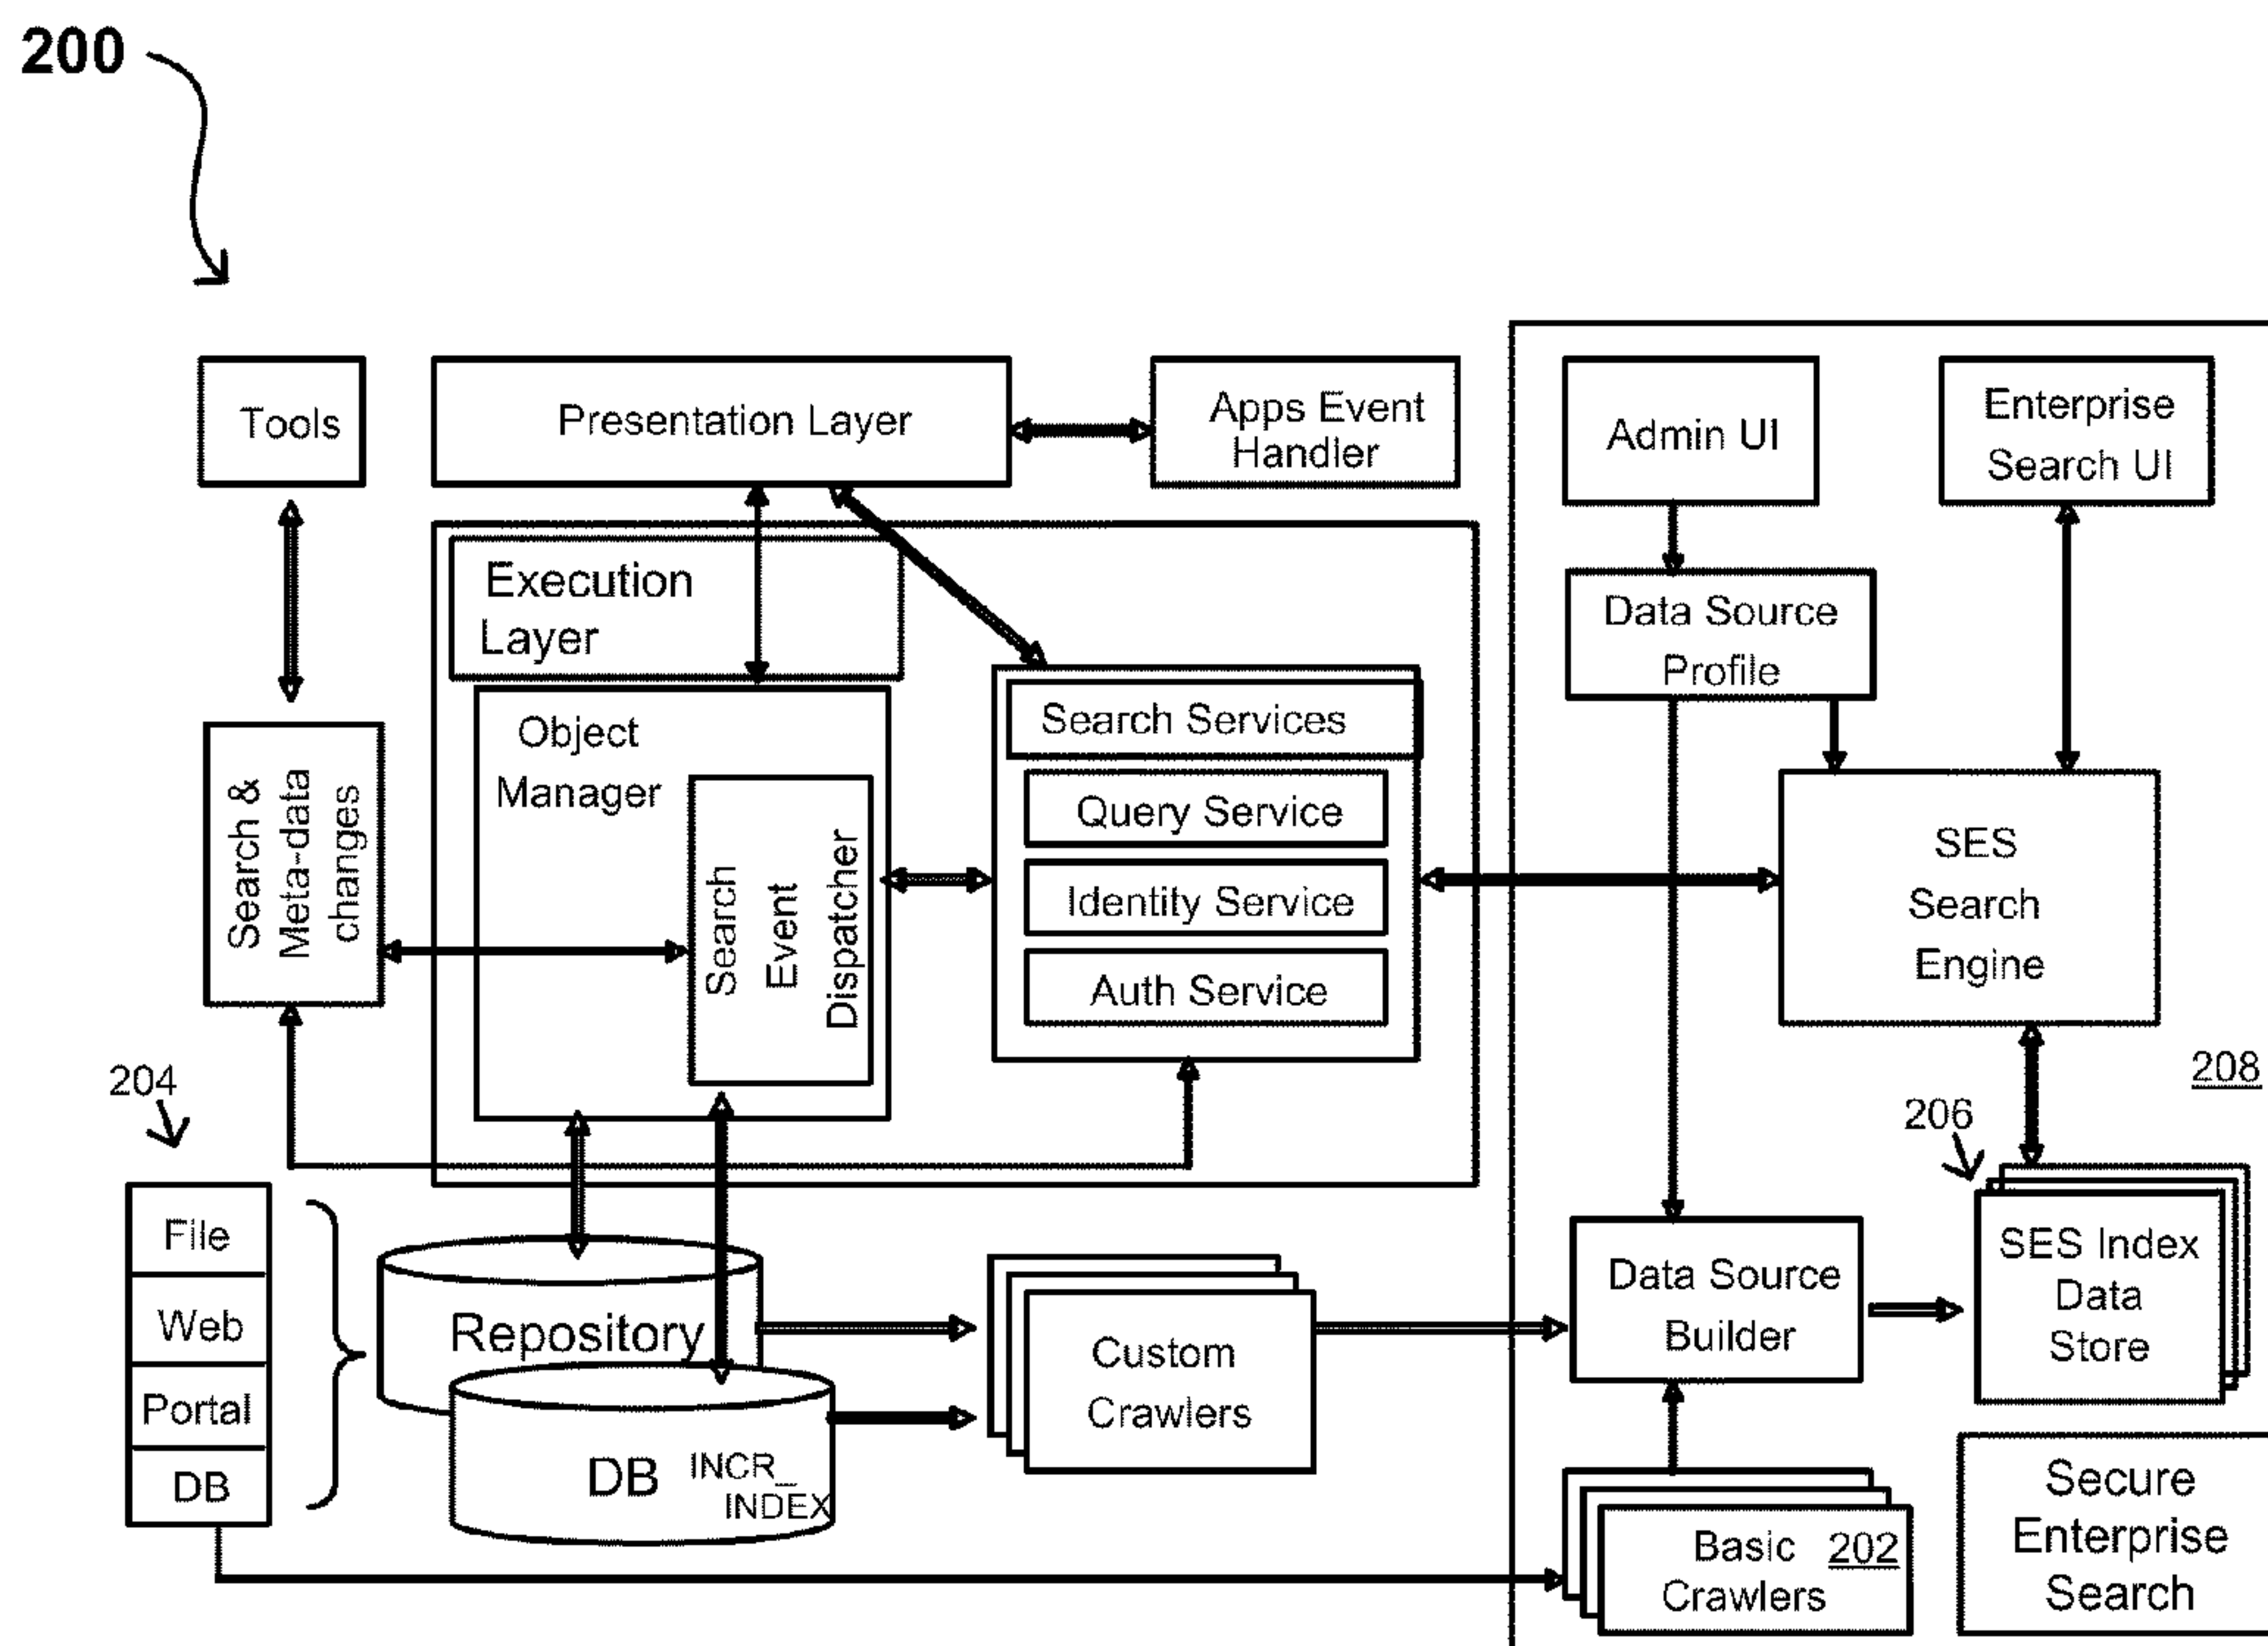 200
Tools
Presentation Layer
Apps Event
Handler
Admin UI
Enterprise
Search UI
Execution
Layer
Data Source
Profile
Search &
Meta-data
changes
Object
Manager
Search
Event
Dispatcher
Search Services
Query Service
Identity Service
Auth Service
SES
Search
Engine
204
208
206
File
Web
Portal
DB
Repository
DB
INCR_
INDEX
Custom
Crawlers
Data Source
Builder
SES Index
Data
Store
Basic 202
Crawlers
Secure
Enterprise
Search